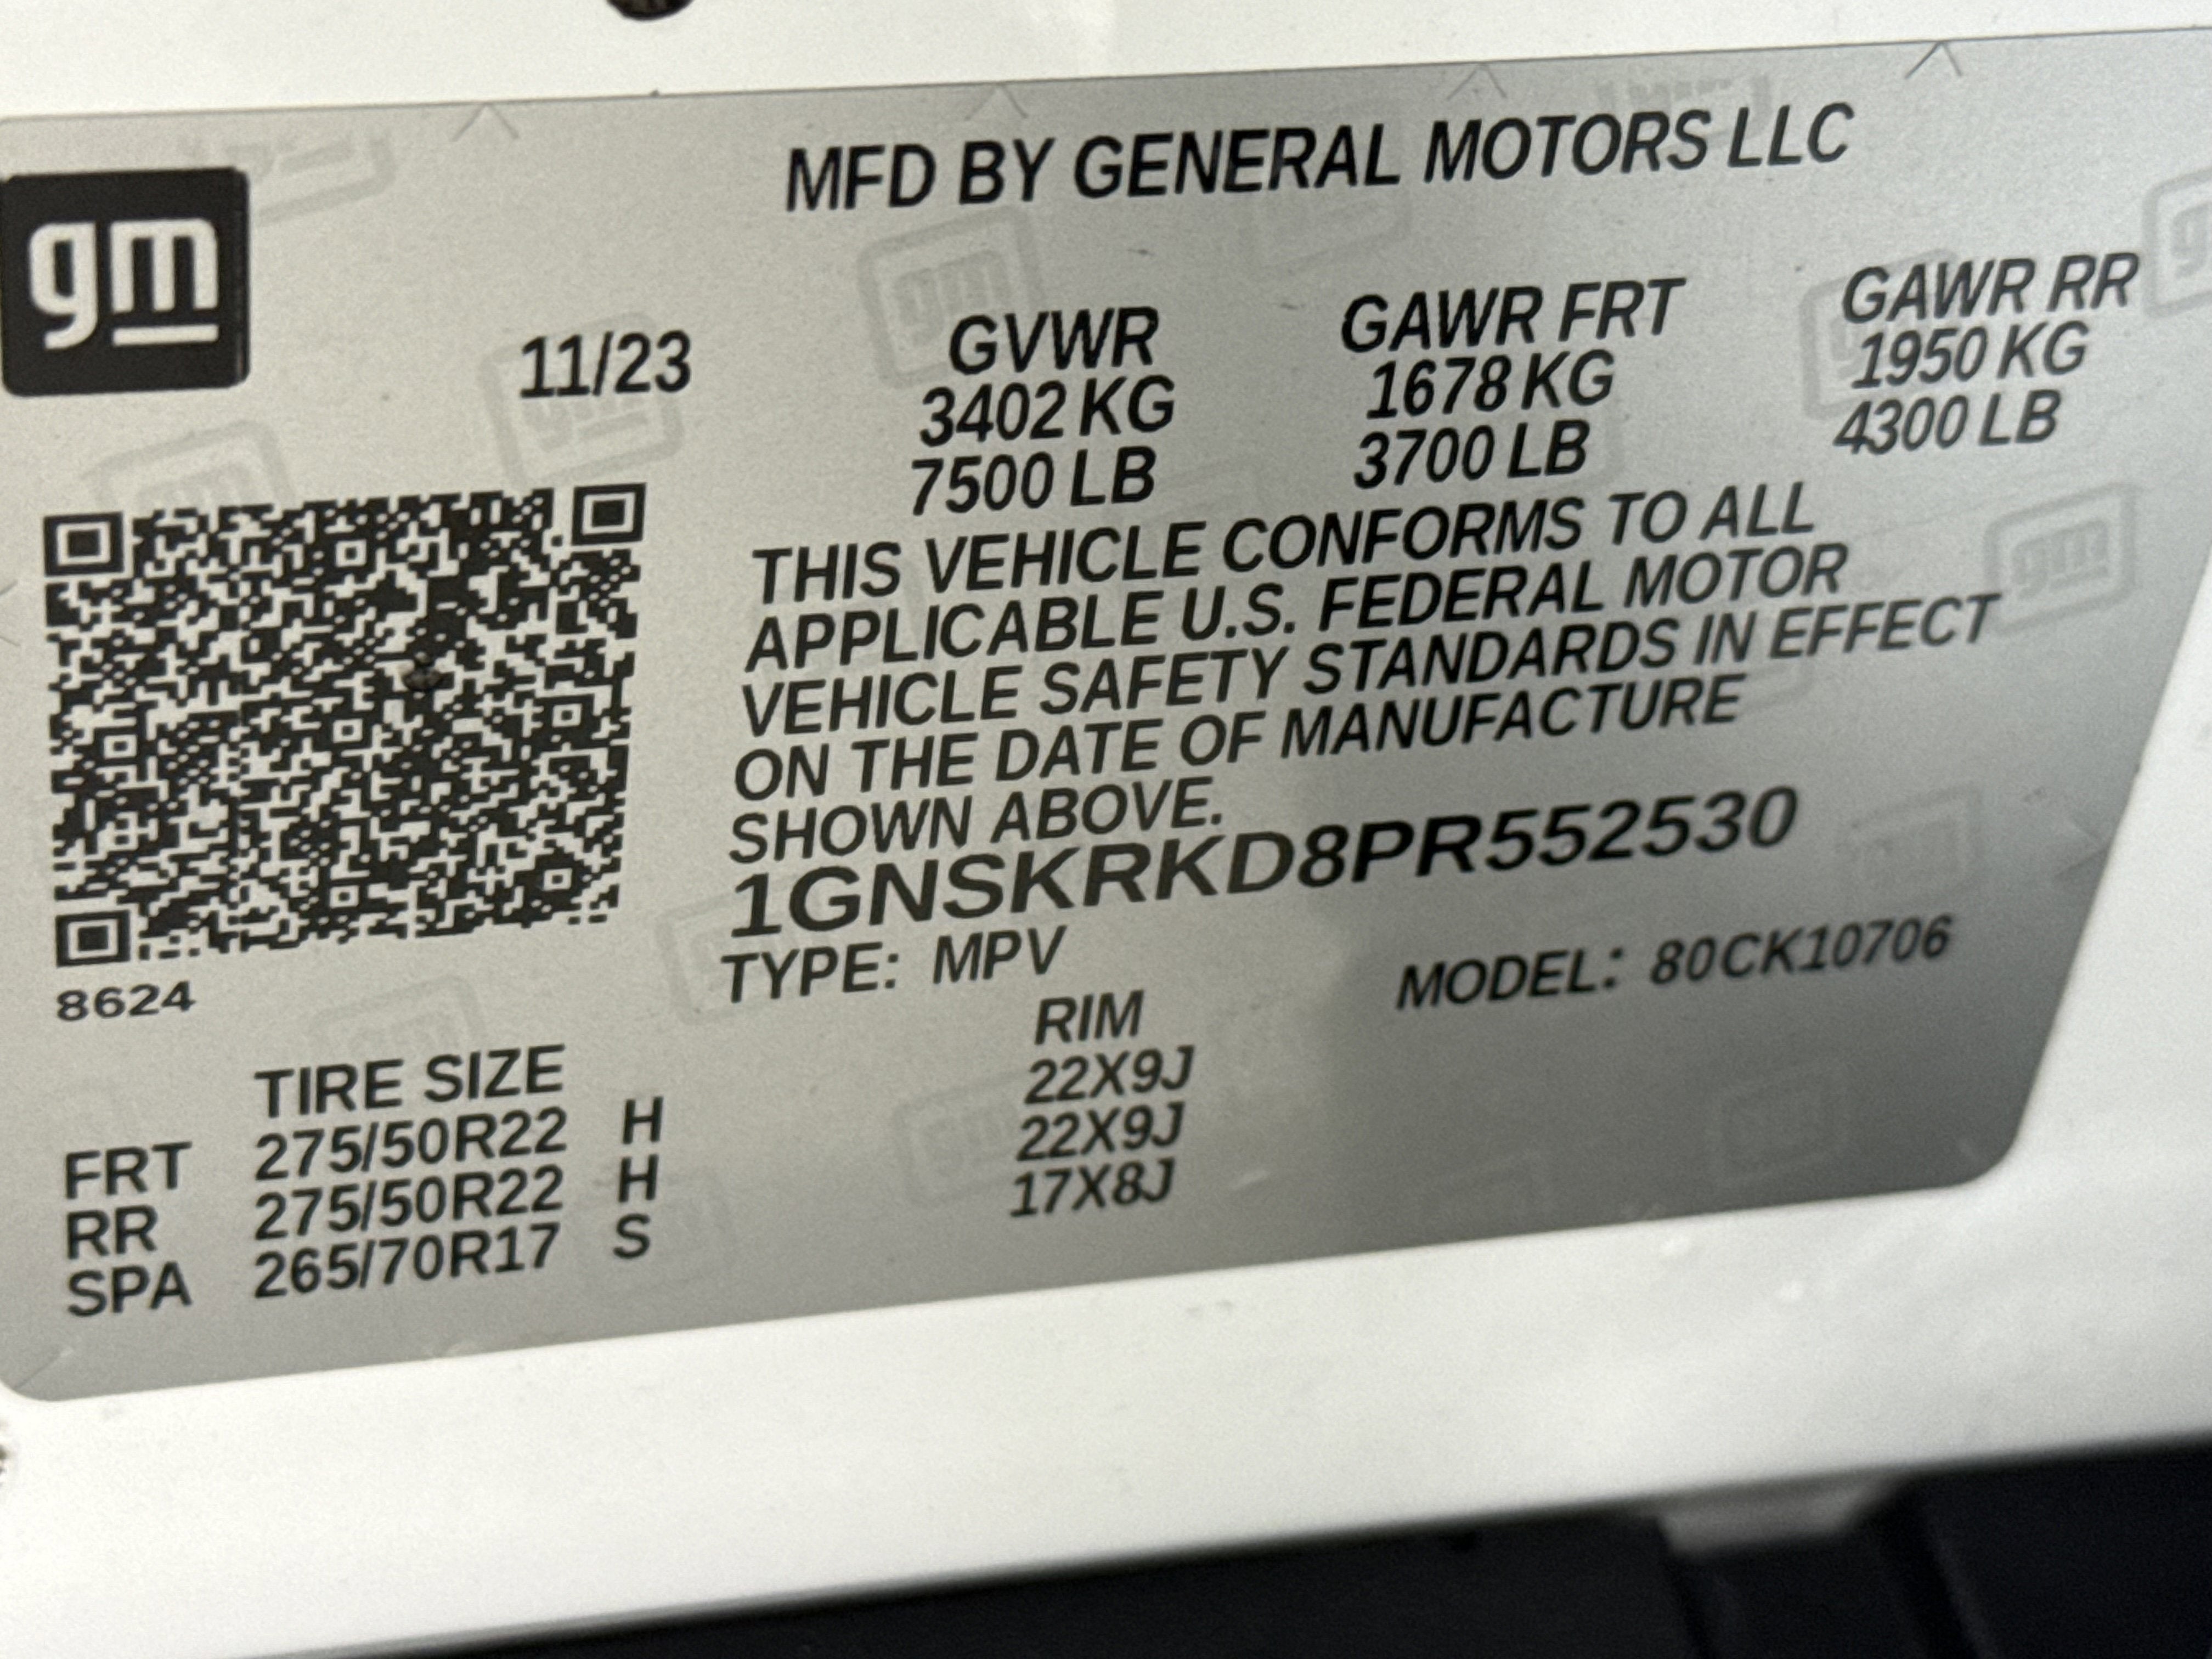 gm
MFD BY GENERAL MOTORS LLC
11/23 GVWR GAWR FRT GAWR RR
3402 KG 1678 KG 1950 KG
7500 LB 3700 LB 4300 LB
THIS VEHICLE CONFORMS TO ALL
APPLICABLE U.S. FEDERAL MOTOR
VEHICLE SAFETY STANDARDS IN EFFECT
ON THE DATE OF MANUFACTURE
SHOWN ABOVE.
1GNSKRKD8PR552530
TYPE: MPV MODEL: 80CK10706
8624
TIRE SIZE RIM
FRT 275/50R22 H 22X9J
RR 275/50R22 H 22X9J
SPA 265/70R17 S 17X8J